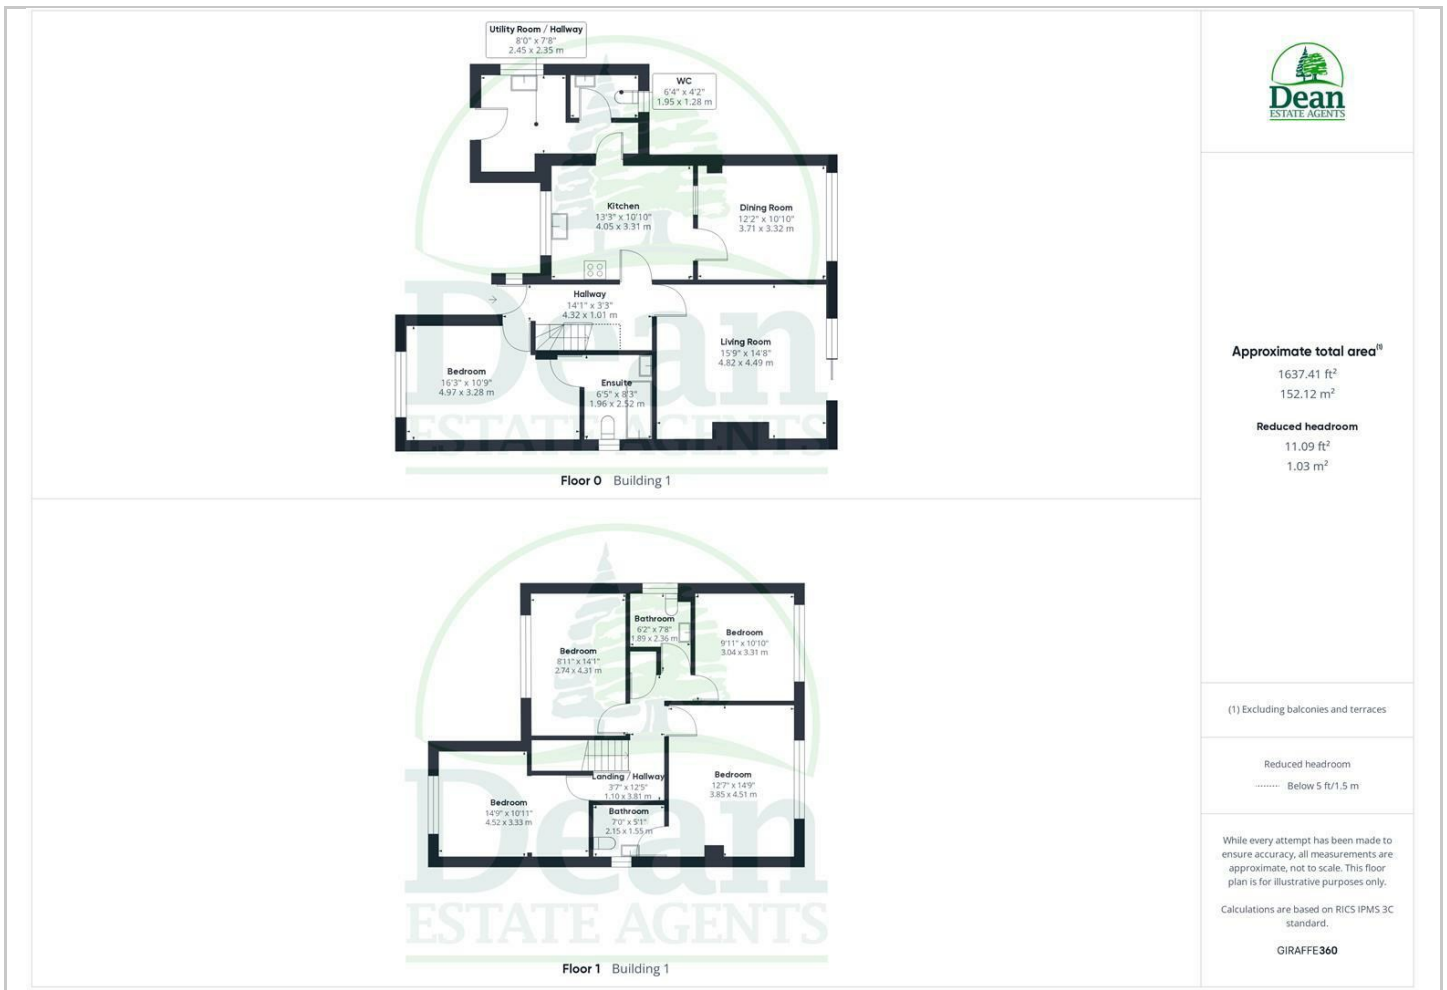 Utility Room / Hallway
8'0" x 7'8"
2.45 x 2.35 m
WC
6'4" x 4'2"
1.95 x 1.28 m
Kitchen
13'3" x 10'10"
4.05 x 3.31 m
Dining Room
12'2" x 10'10"
3.71 x 3.32 m
Hallway
14'1" x 3'3"
4.32 x 1.01 m
Living Room
15'9" x 14'8"
4.82 x 4.49 m
Bedroom
16'3" x 10'9"
4.97 x 3.28 m
Ensuite
6'5" x 8'3"
1.96 x 2.52 m
Dean
ESTATE AGENTS
Floor 0 Building 1
Bathroom
6'2" x 7'8"
1.89 x 2.36 m
Bedroom
9'11" x 10'10"
3.04 x 3.31 m
Bedroom
8'11" x 14'1"
2.74 x 4.31 m
Landing / Hallway
3'7" x 12'5"
1.10 x 3.81 m
Bedroom
12'7" x 14'9"
3.85 x 4.51 m
Bedroom
14'9" x 10'11"
4.52 x 3.33 m
Bathroom
7'0" x 5'1"
2.15 x 1.55 m
Dean
ESTATE AGENTS
Floor 1 Building 1
Dean
ESTATE AGENTS
Approximate total area(1)
1637.41 ft²
152.12 m²
Reduced headroom
11.09 ft²
1.03 m²
(1) Excluding balconies and terraces
Reduced headroom
Below 5 ft/1.5 m
While every attempt has been made to
ensure accuracy, all measurements are
approximate, not to scale. This floor
plan is for illustrative purposes only.
Calculations are based on RICS IPMS 3C
standard.
GIRAFFE360